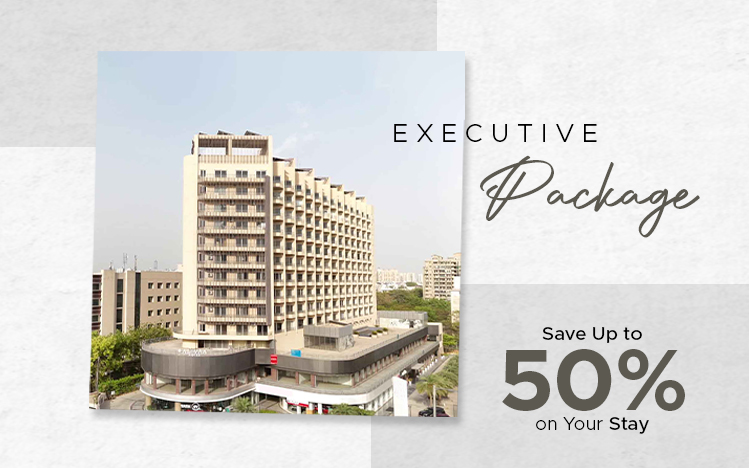 EXECUTIVE
Package
Save Up to
50%
on Your Stay